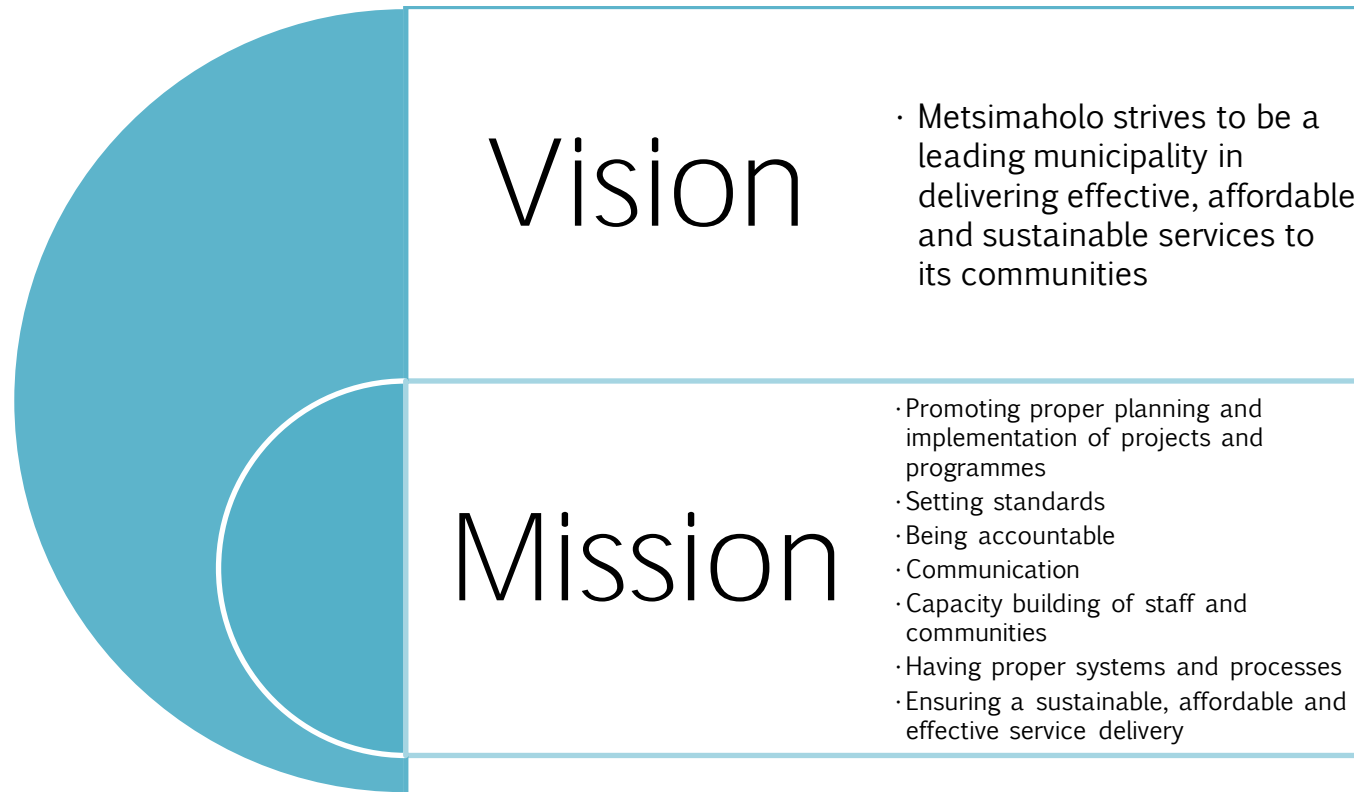 Vision
· Metsimaholo strives to be a
leading municipality in
delivering effective, affordable
and sustainable services to
its communities
Mission
· Promoting proper planning and
implementation of projects and
programmes
· Setting standards
· Being accountable
· Communication
· Capacity building of staff and
communities
· Having proper systems and processes
· Ensuring a sustainable, affordable and
effective service delivery